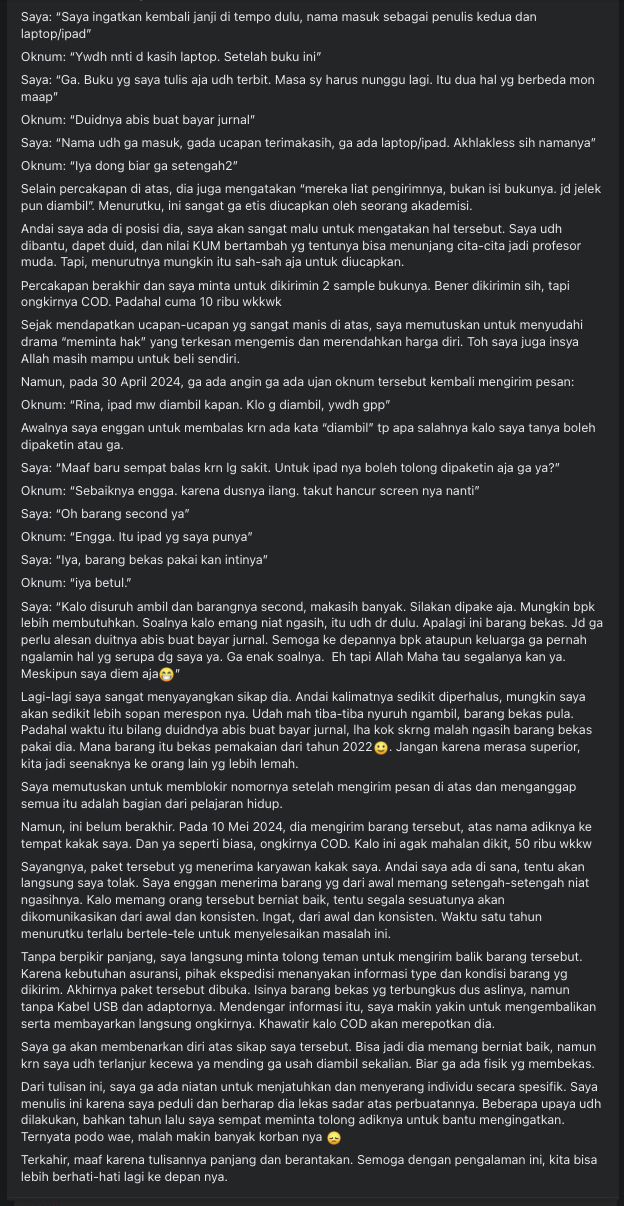 Saya: “Saya ingatkan kembali janji di tempo dulu, nama masuk sebagai penulis kedua dan
laptop/ipad”
Oknum: “Ywdh nnti d kasih laptop. Setelah buku ini”
Saya: “Ga. Buku yg saya tulis aja udh terbit. Masa sy harus nunggu lagi. Itu dua hal yg berbeda mon
maap”
Oknum: “Duidnya abis buat bayar jurnal”
Saya: “Nama udh ga masuk, gada ucapan terimakasih, ga ada laptop/ipad. Akhlakless sih namanya”
Oknum: “Iya dong biar ga setengah2”
Selain percakapan di atas, dia juga mengatakan “mereka liat pengirimnya, bukan isi bukunya. jd jelek
pun diambil”. Menurutku, ini sangat ga etis diucapkan oleh seorang akademisi.
Andai saya ada di posisi dia, saya akan sangat malu untuk mengatakan hal tersebut. Saya udh
dibantu, dapet duid, dan nilai KUM bertambah yg tentunya bisa menunjang cita-cita jadi profesor
muda. Tapi, menurutnya mungkin itu sah-sah aja untuk diucapkan.
Percakapan berakhir dan saya minta untuk dikirimin 2 sample bukunya. Bener dikirimin sih, tapi
ongkirnya COD. Padahal cuma 10 ribu wkkwk
Sejak mendapatkan ucapan-ucapan yg sangat manis di atas, saya memutuskan untuk menyudahi
drama “meminta hak” yang terkesan mengemis dan merendahkan harga diri. Toh saya juga insya
Allah masih mampu untuk beli sendiri.
Namun, pada 30 April 2024, ga ada angin ga ada ujan oknum tersebut kembali mengirim pesan:
Oknum: “Rina, ipad mw diambil kapan. Klo g diambil, ywdh gpp”
Awalnya saya enggan untuk membalas krn ada kata “diambil” tp apa salahnya kalo saya tanya boleh
dipaketin atau ga.
Saya: “Maaf baru sempat balas krn lg sakit. Untuk ipad nya boleh tolong dipaketin aja ga ya?”
Oknum: “Sebaiknya engga. karena dusnya ilang. takut hancur screen nya nanti”
Saya: “Oh barang second ya”
Oknum: “Engga. Itu ipad yg saya punya”
Saya: “Iya, barang bekas pakai kan intinya”
Oknum: “iya betul.”
Saya: “Kalo disuruh ambil dan barangnya second, makasih banyak. Silakan dipake aja. Mungkin bpk
lebih membutuhkan. Soalnya kalo emang niat ngasih, itu udh dr dulu. Apalagi ini barang bekas. Jd ga
perlu alesan duitnya abis buat bayar jurnal. Semoga ke depannya bpk ataupun keluarga ga pernah
ngalamin hal yg serupa dg saya ya. Ga enak soalnya.  Eh tapi Allah Maha tau segalanya kan ya.
Meskipun saya diem aja😁”
Lagi-lagi saya sangat menyayangkan sikap dia. Andai kalimatnya sedikit diperhalus, mungkin saya
akan sedikit lebih sopan merespon nya. Udah mah tiba-tiba nyuruh ngambil, barang bekas pula.
Padahal waktu itu bilang duidndya abis buat bayar jurnal, lha kok skrng malah ngasih barang bekas
pakai dia. Mana barang itu bekas pemakaian dari tahun 2022😀. Jangan karena merasa superior,
kita jadi seenaknya ke orang lain yg lebih lemah.
Saya memutuskan untuk memblokir nomornya setelah mengirim pesan di atas dan menganggap
semua itu adalah bagian dari pelajaran hidup.
Namun, ini belum berakhir. Pada 10 Mei 2024, dia mengirim barang tersebut, atas nama adiknya ke
tempat kakak saya. Dan ya seperti biasa, ongkirnya COD. Kalo ini agak mahalan dikit, 50 ribu wkkw
Sayangnya, paket tersebut yg menerima karyawan kakak saya. Andai saya ada di sana, tentu akan
langsung saya tolak. Saya enggan menerima barang yg dari awal memang setengah-setengah niat
ngasihnya. Kalo memang orang tersebut berniat baik, tentu segala sesuatunya akan
dikomunikasikan dari awal dan konsisten. Ingat, dari awal dan konsisten. Waktu satu tahun
menurutku terlalu bertele-tele untuk menyelesaikan masalah ini.
Tanpa berpikir panjang, saya langsung minta tolong teman untuk mengirim balik barang tersebut.
Karena kebutuhan asuransi, pihak ekspedisi menanyakan informasi type dan kondisi barang yg
dikirim. Akhirnya paket tersebut dibuka. Isinya barang bekas yg terbungkus dus aslinya, namun
tanpa Kabel USB dan adaptornya. Mendengar informasi itu, saya makin yakin untuk mengembalikan
serta membayarkan langsung ongkirnya. Khawatir kalo COD akan merepotkan dia.
Saya ga akan membenarkan diri atas sikap saya tersebut. Bisa jadi dia memang berniat baik, namun
krn saya udh terlanjur kecewa ya mending ga usah diambil sekalian. Biar ga ada fisik yg membekas.
Dari tulisan ini, saya ga ada niatan untuk menjatuhkan dan menyerang individu secara spesifik. Saya
menulis ini karena saya peduli dan berharap dia lekas sadar atas perbuatannya. Beberapa upaya udh
dilakukan, bahkan tahun lalu saya sempat meminta tolong adiknya untuk bantu mengingatkan.
Ternyata podo wae, malah makin banyak korban nya 😞
Terkahir, maaf karena tulisannya panjang dan berantakan. Semoga dengan pengalaman ini, kita bisa
lebih berhati-hati lagi ke depan nya.